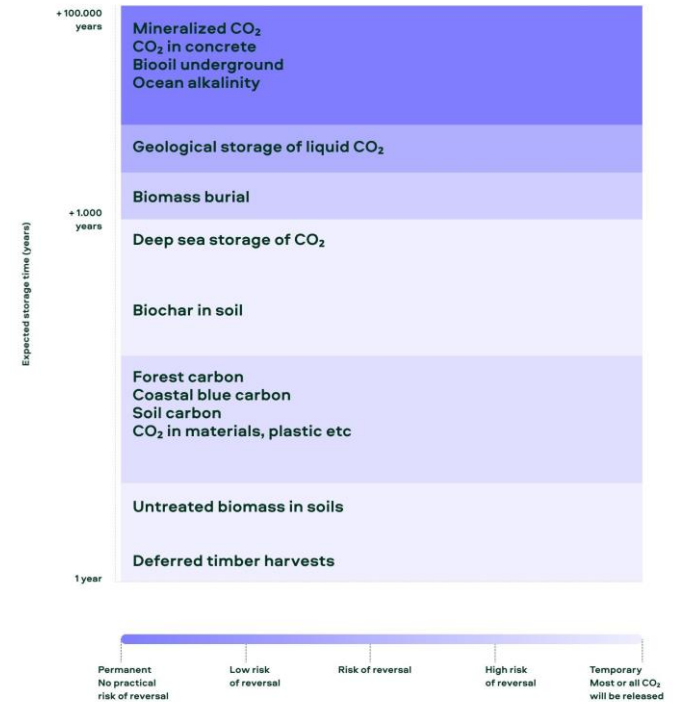 +100.000
years
Mineralized CO₂
CO₂ in concrete
Biooil underground
Ocean alkalinity
Geological storage of liquid CO₂
Biomass burial
+1.000
years
Deep sea storage of CO₂
Expected storage time (years)
Biochar in soil
Forest carbon
Coastal blue carbon
Soil carbon
CO₂ in materials, plastic etc
Untreated biomass in soils
Deferred timber harvests
1 year
Permanent
No practical
risk of reversal
Low risk
of reversal
Risk of reversal
High risk
of reversal
Temporary
Most or all CO₂
will be released